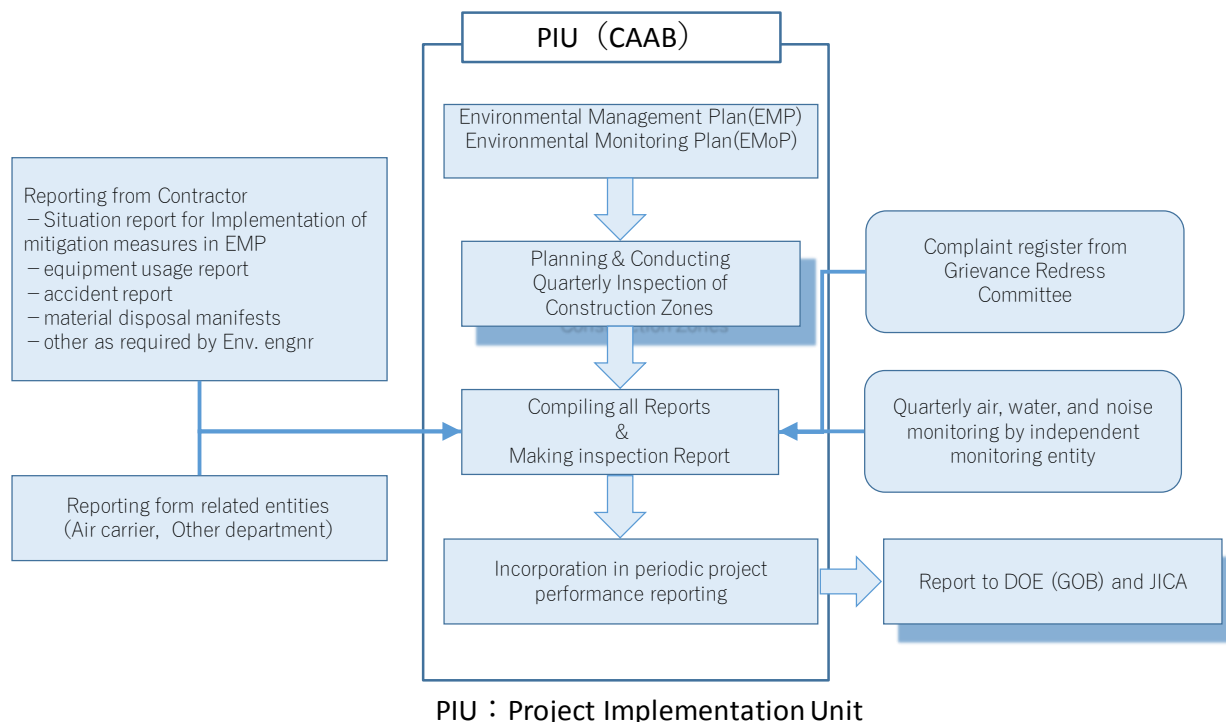 PIU（CAAB）
Environmental Management Plan(EMP)
Environmental Monitoring Plan(EMoP)
Reporting from Contractor
－Situation report for Implementation of
mitigation measures in EMP
－equipment usage report
－accident report
－material disposal manifests
－other as required by Env. engnr
Planning & Conducting
Quarterly Inspection of
Construction Zones
Complaint register from
Grievance Redress
Committee
Compiling all Reports
&
Making inspection Report
Quarterly air, water, and noise
monitoring by independent
monitoring entity
Reporting form related entities
(Air carrier, Other department)
Incorporation in periodic project
performance reporting
Report to DOE (GOB) and JICA
PIU：Project Implementation Unit